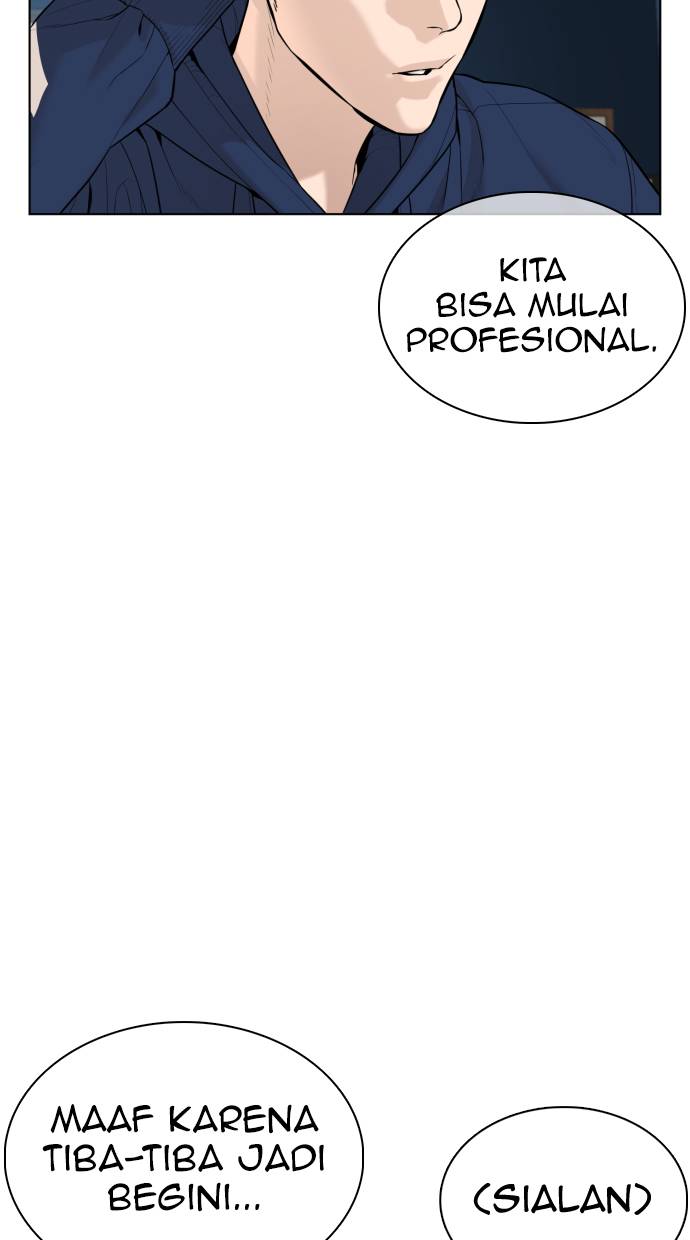 KITA
BISA MULAI
PROFESIONAL.
MAAF KARENA
TIBA-TIBA JADI
BEGINI...
(SIALAN)